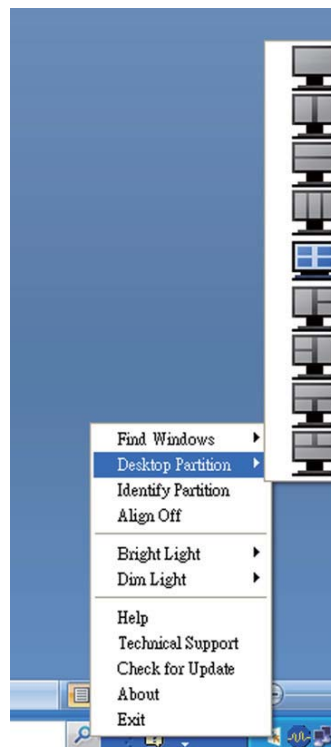 Find Windows
Desktop Partition
Identify Partition
Align Off
Bright Light
Dim Light
Help
Technical Support
Check for Update
About
Exit